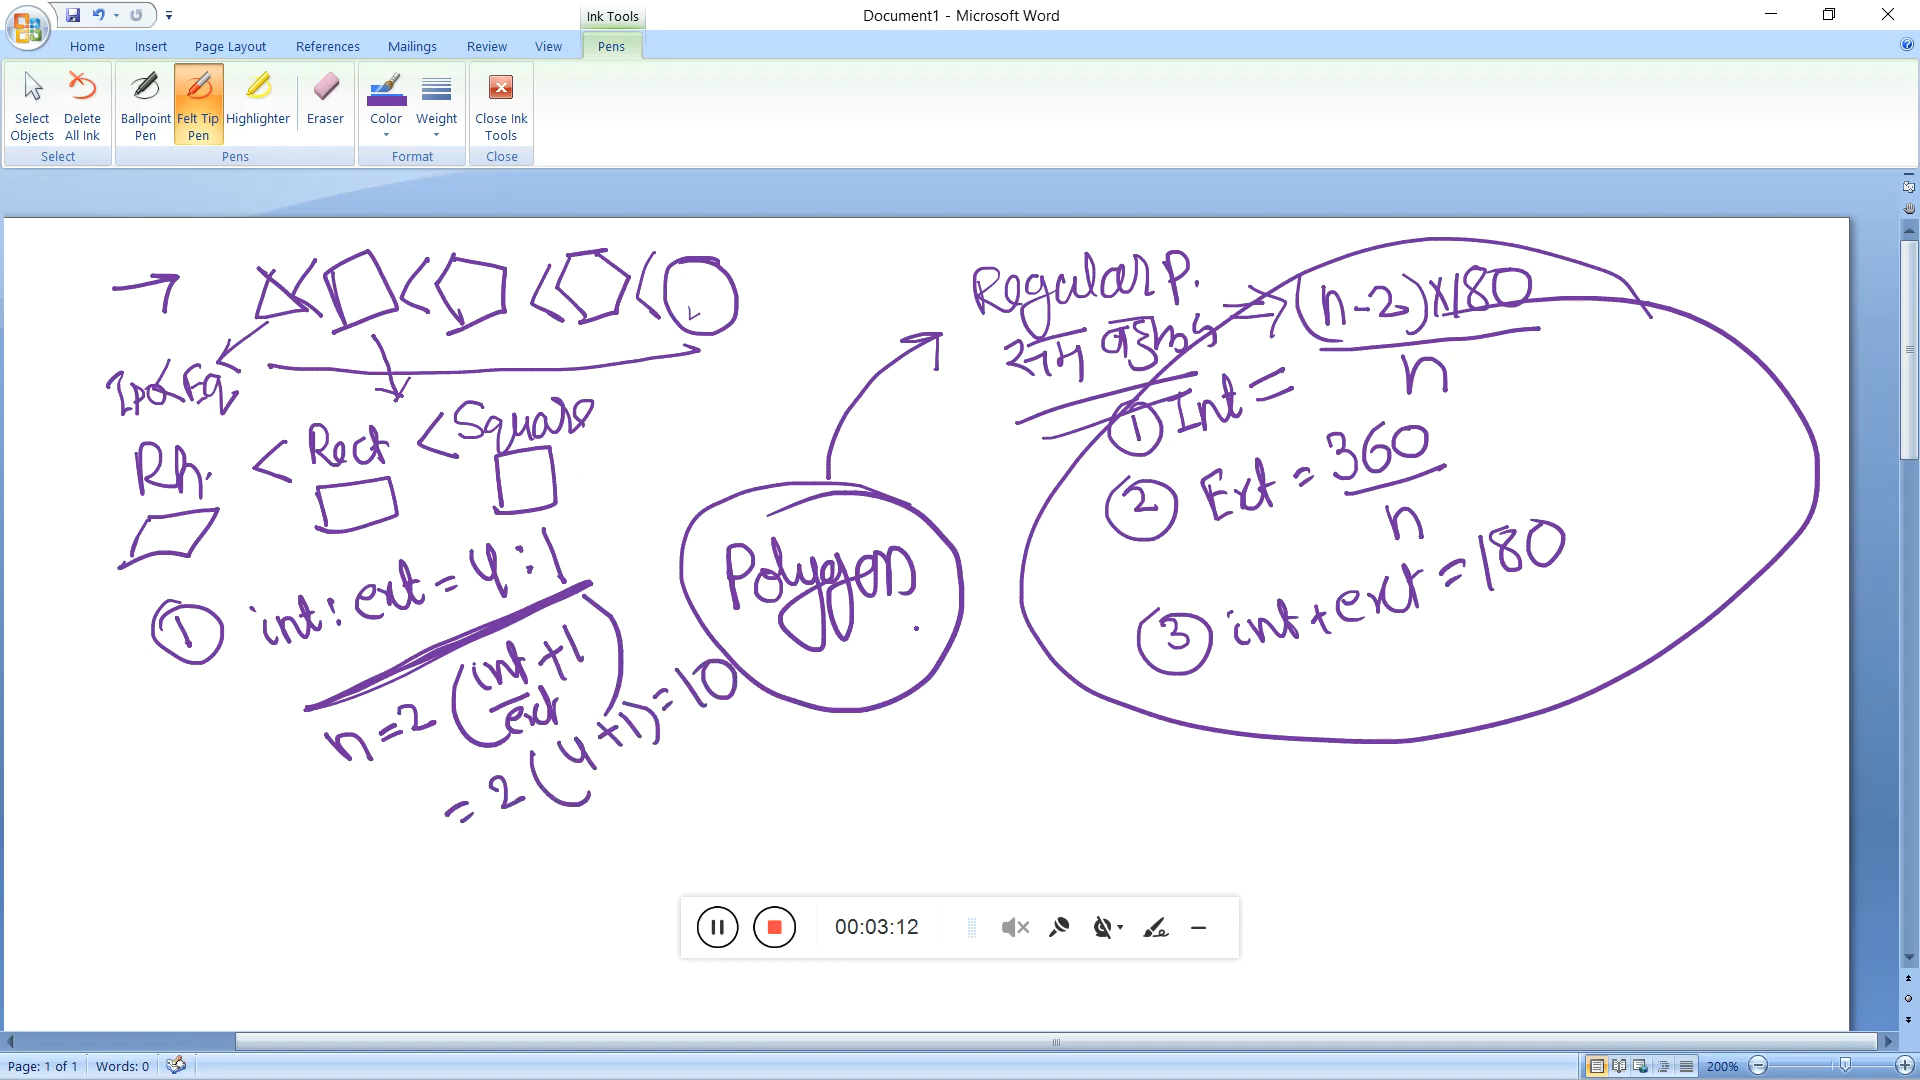 Ink Tools
Document1 - Microsoft Word
Home Insert Page Layout References Mailings Review View Pens
Select Objects
Delete All Ink
Ballpoint Pen
Felt Tip Pen
Highlighter
Eraser
Color
Weight
Close Ink Tools
Select Pens Format Close
△ < □ < ⬠ < ⬡ < ○
< Eq.
Rh. < Rect < Square
① int : ext = 4 : 1
n = 2 (int/ext + 1)
= 2 (4 + 1) = 10
Polygon
Regular P.
सम
⇒ (n-2)×180
n
① Int =
② Ext = 360
n
③ int + ext = 180
00:03:12
Page: 1 of 1 Words: 0
200%